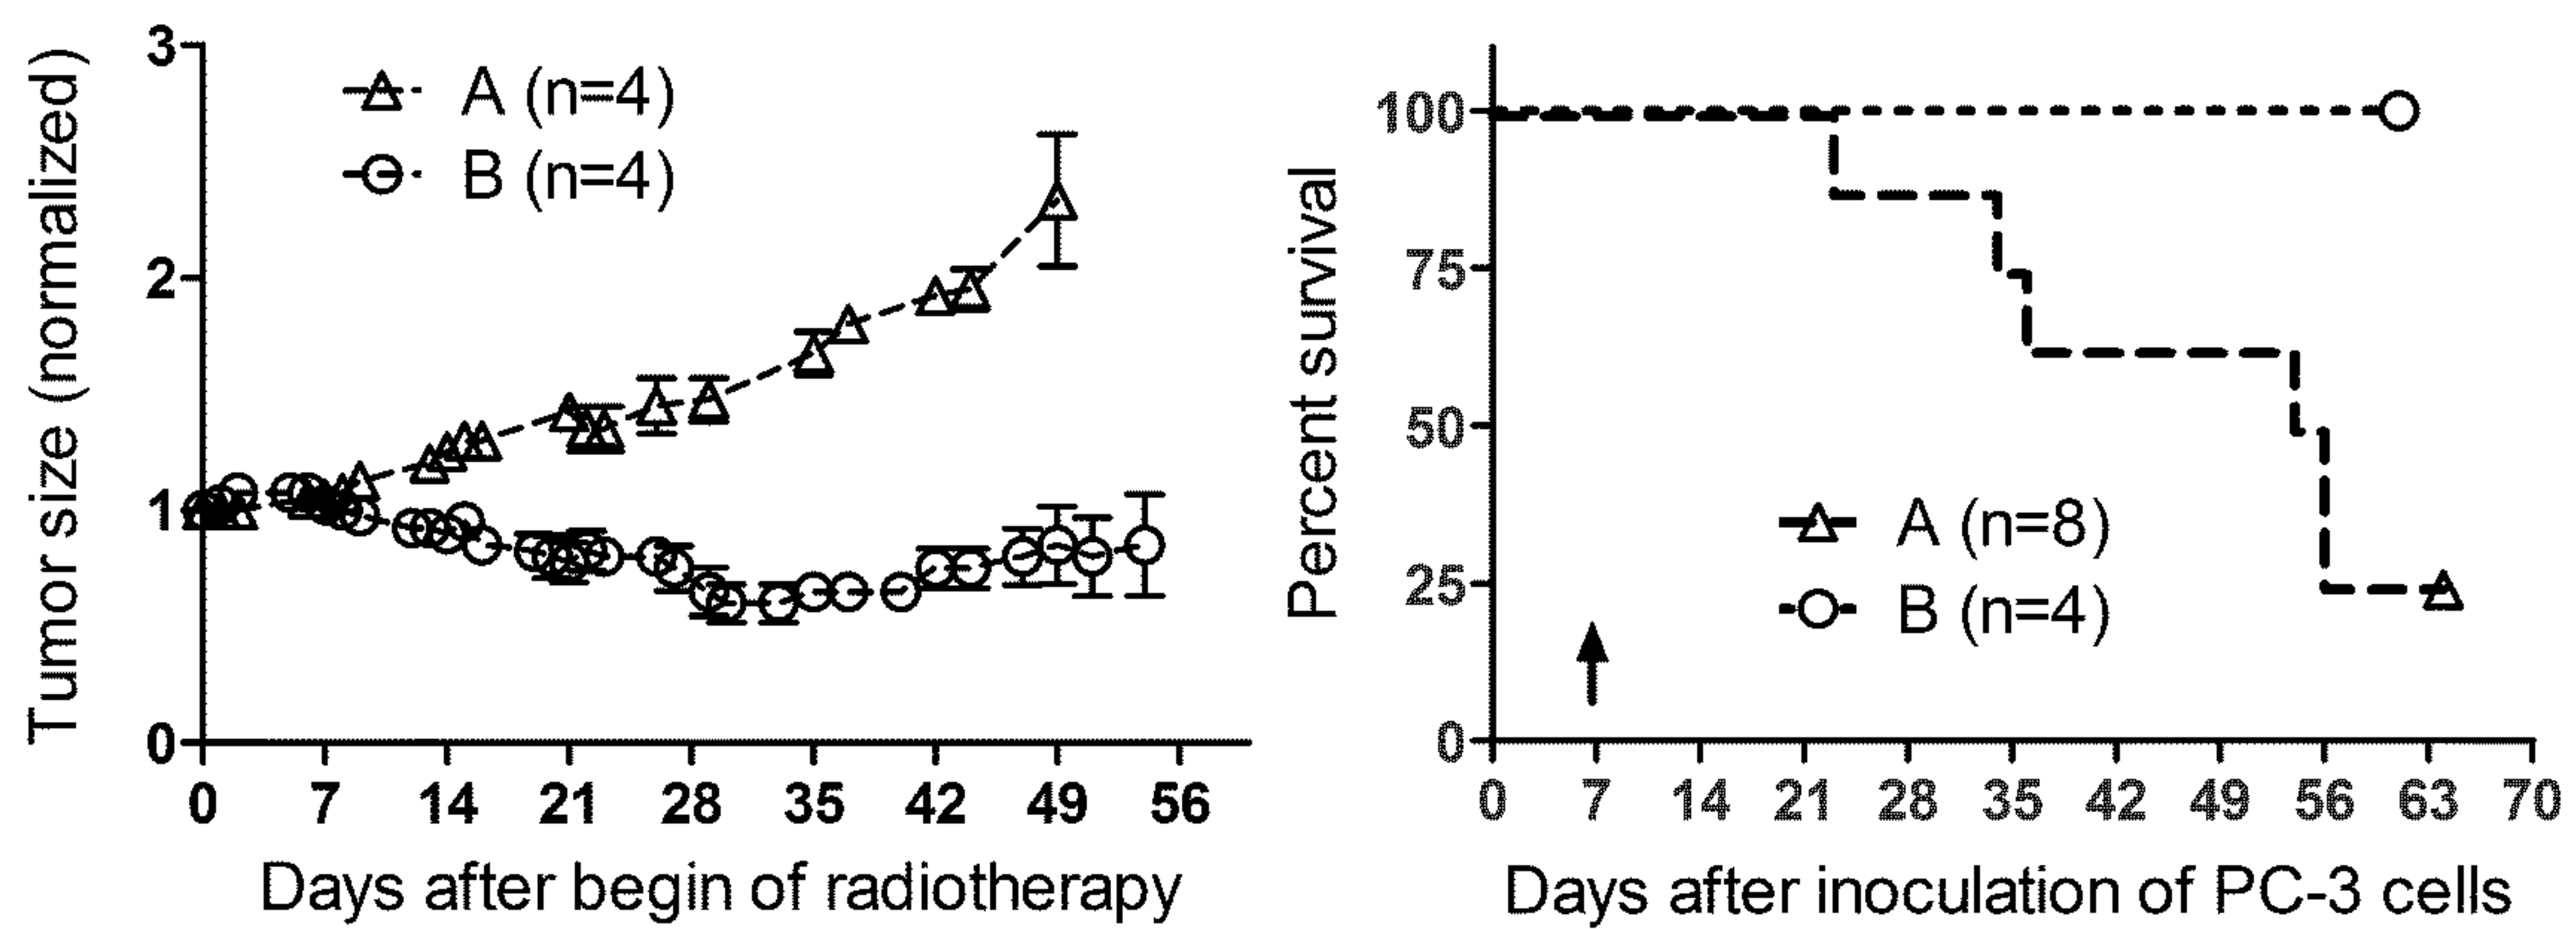 Tumor size (normalized)
3
2
1
0
A (n=4)
B (n=4)
0 7 14 21 28 35 42 49 56
Days after begin of radiotherapy
Percent survival
100
75
50
25
0
A (n=8)
B (n=4)
0 7 14 21 28 35 42 49 56 63 70
Days after inoculation of PC-3 cells